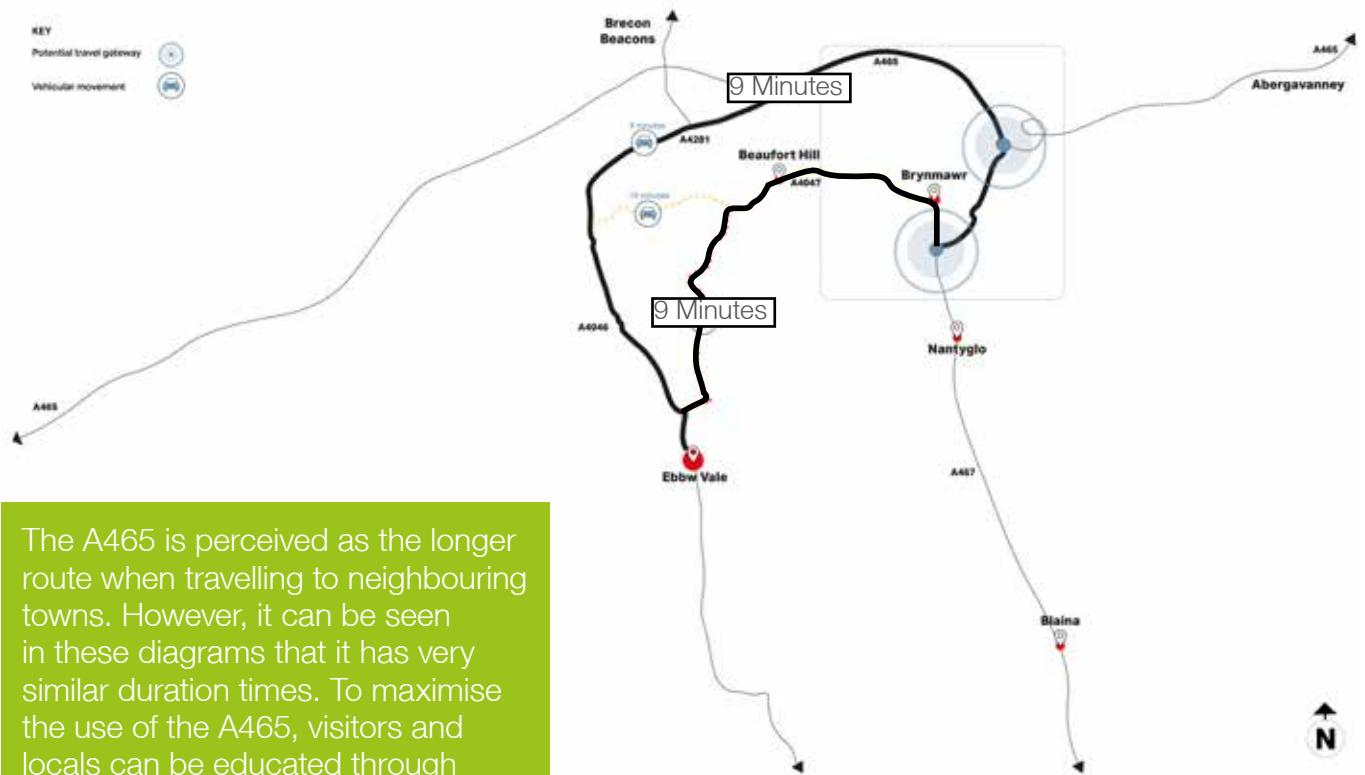 KEY
Potential travel gateway
Vehicular movement
Brecon
Beacons
A465
Abergavanney
A465
9 Minutes
A4281
Beaufort Hill
A4047
Brynmawr
9 Minutes
A4046
Nantyglo
A465
Ebbw Vale
A467
Blaina
N
The A465 is perceived as the longer
route when travelling to neighbouring
towns. However, it can be seen
in these diagrams that it has very
similar duration times. To maximise
the use of the A465, visitors and
locals can be educated through